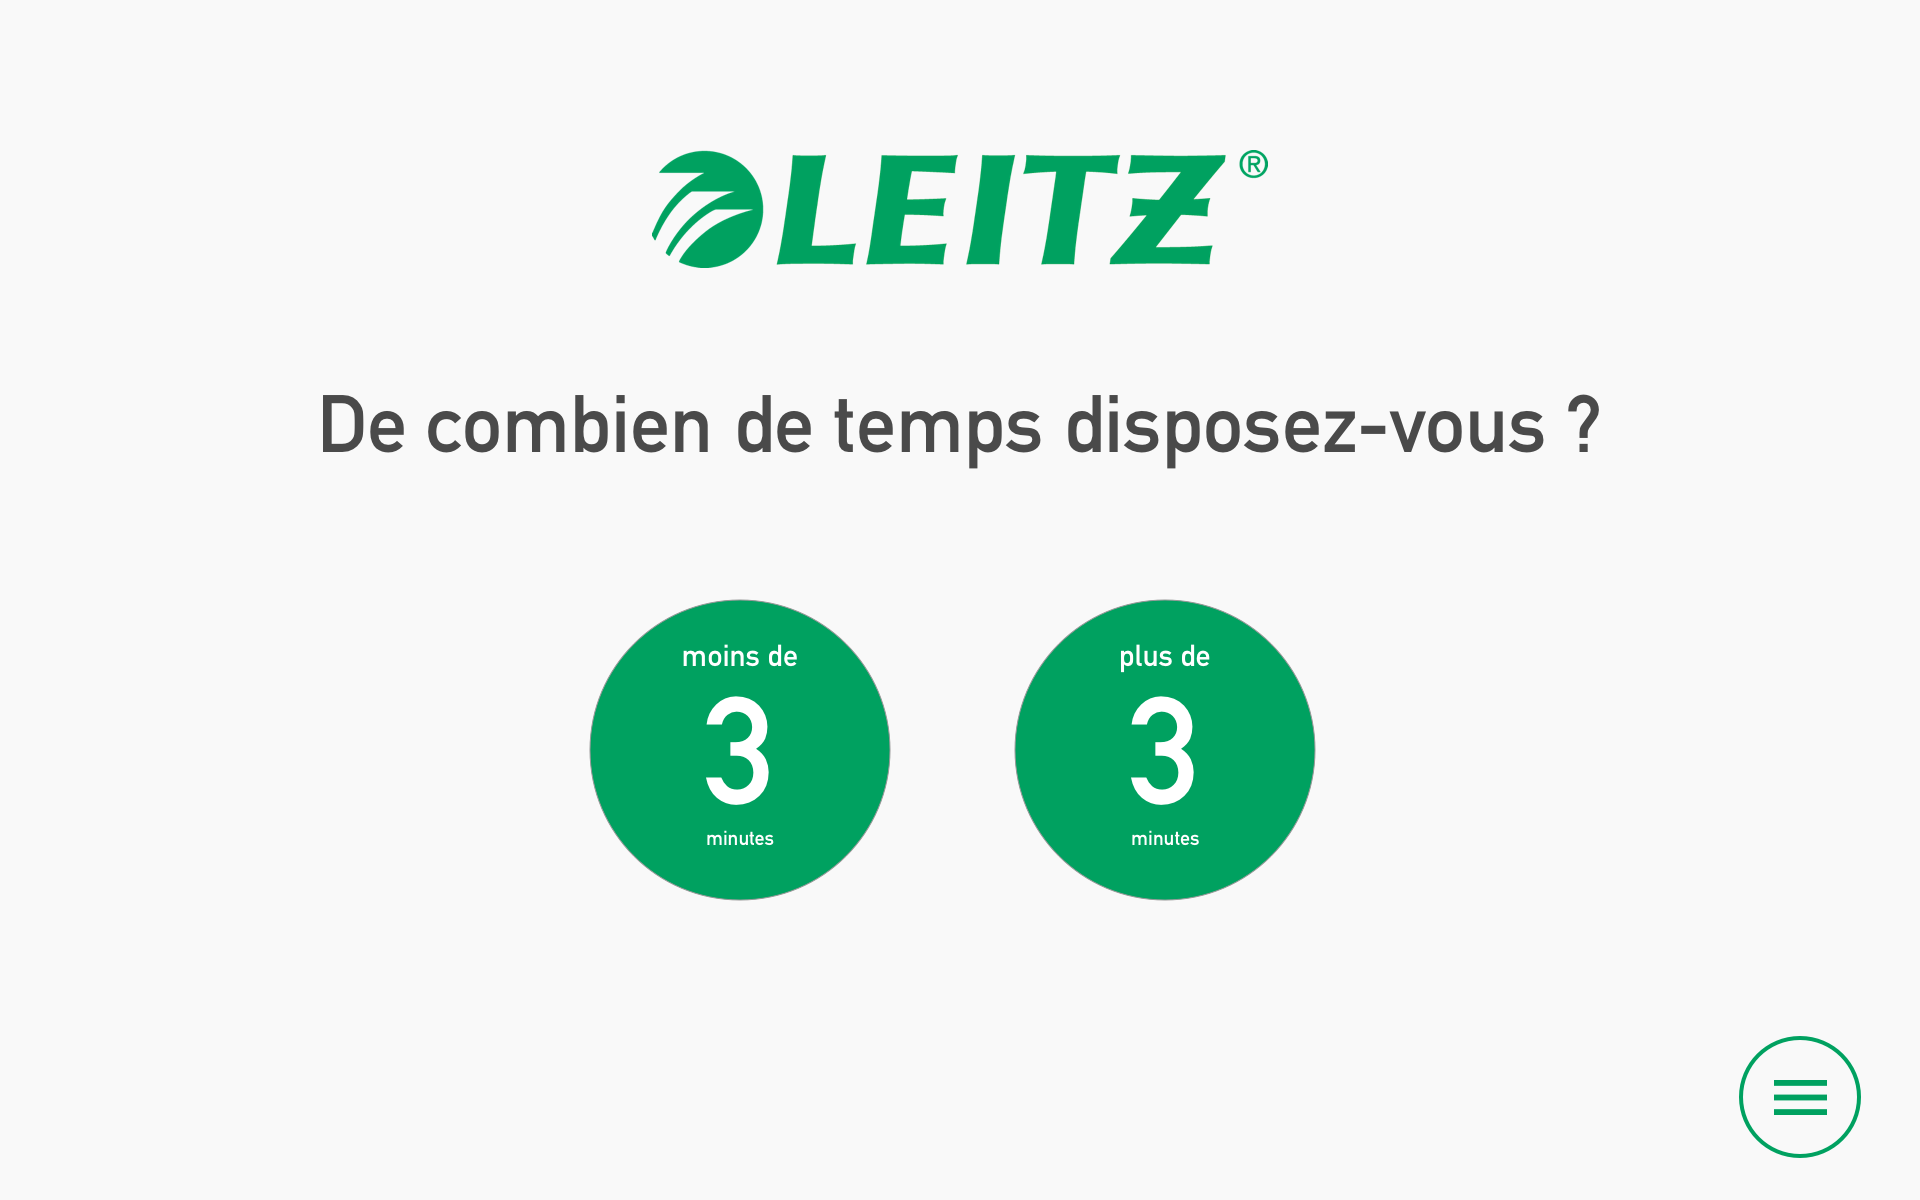 LEITZ®
De combien de temps disposez-vous ?
moins de
3
minutes
plus de
3
minutes